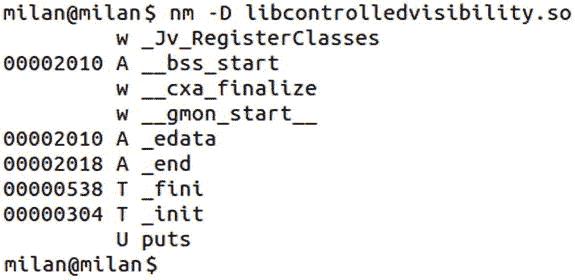 milan@milan$ nm -D libcontrolledvisibility.so
         w _Jv_RegisterClasses
00002010 A __bss_start
         w __cxa_finalize
         w __gmon_start__
00002010 A _edata
00002018 A _end
00000538 T _fini
00000304 T _init
         U puts
milan@milan$